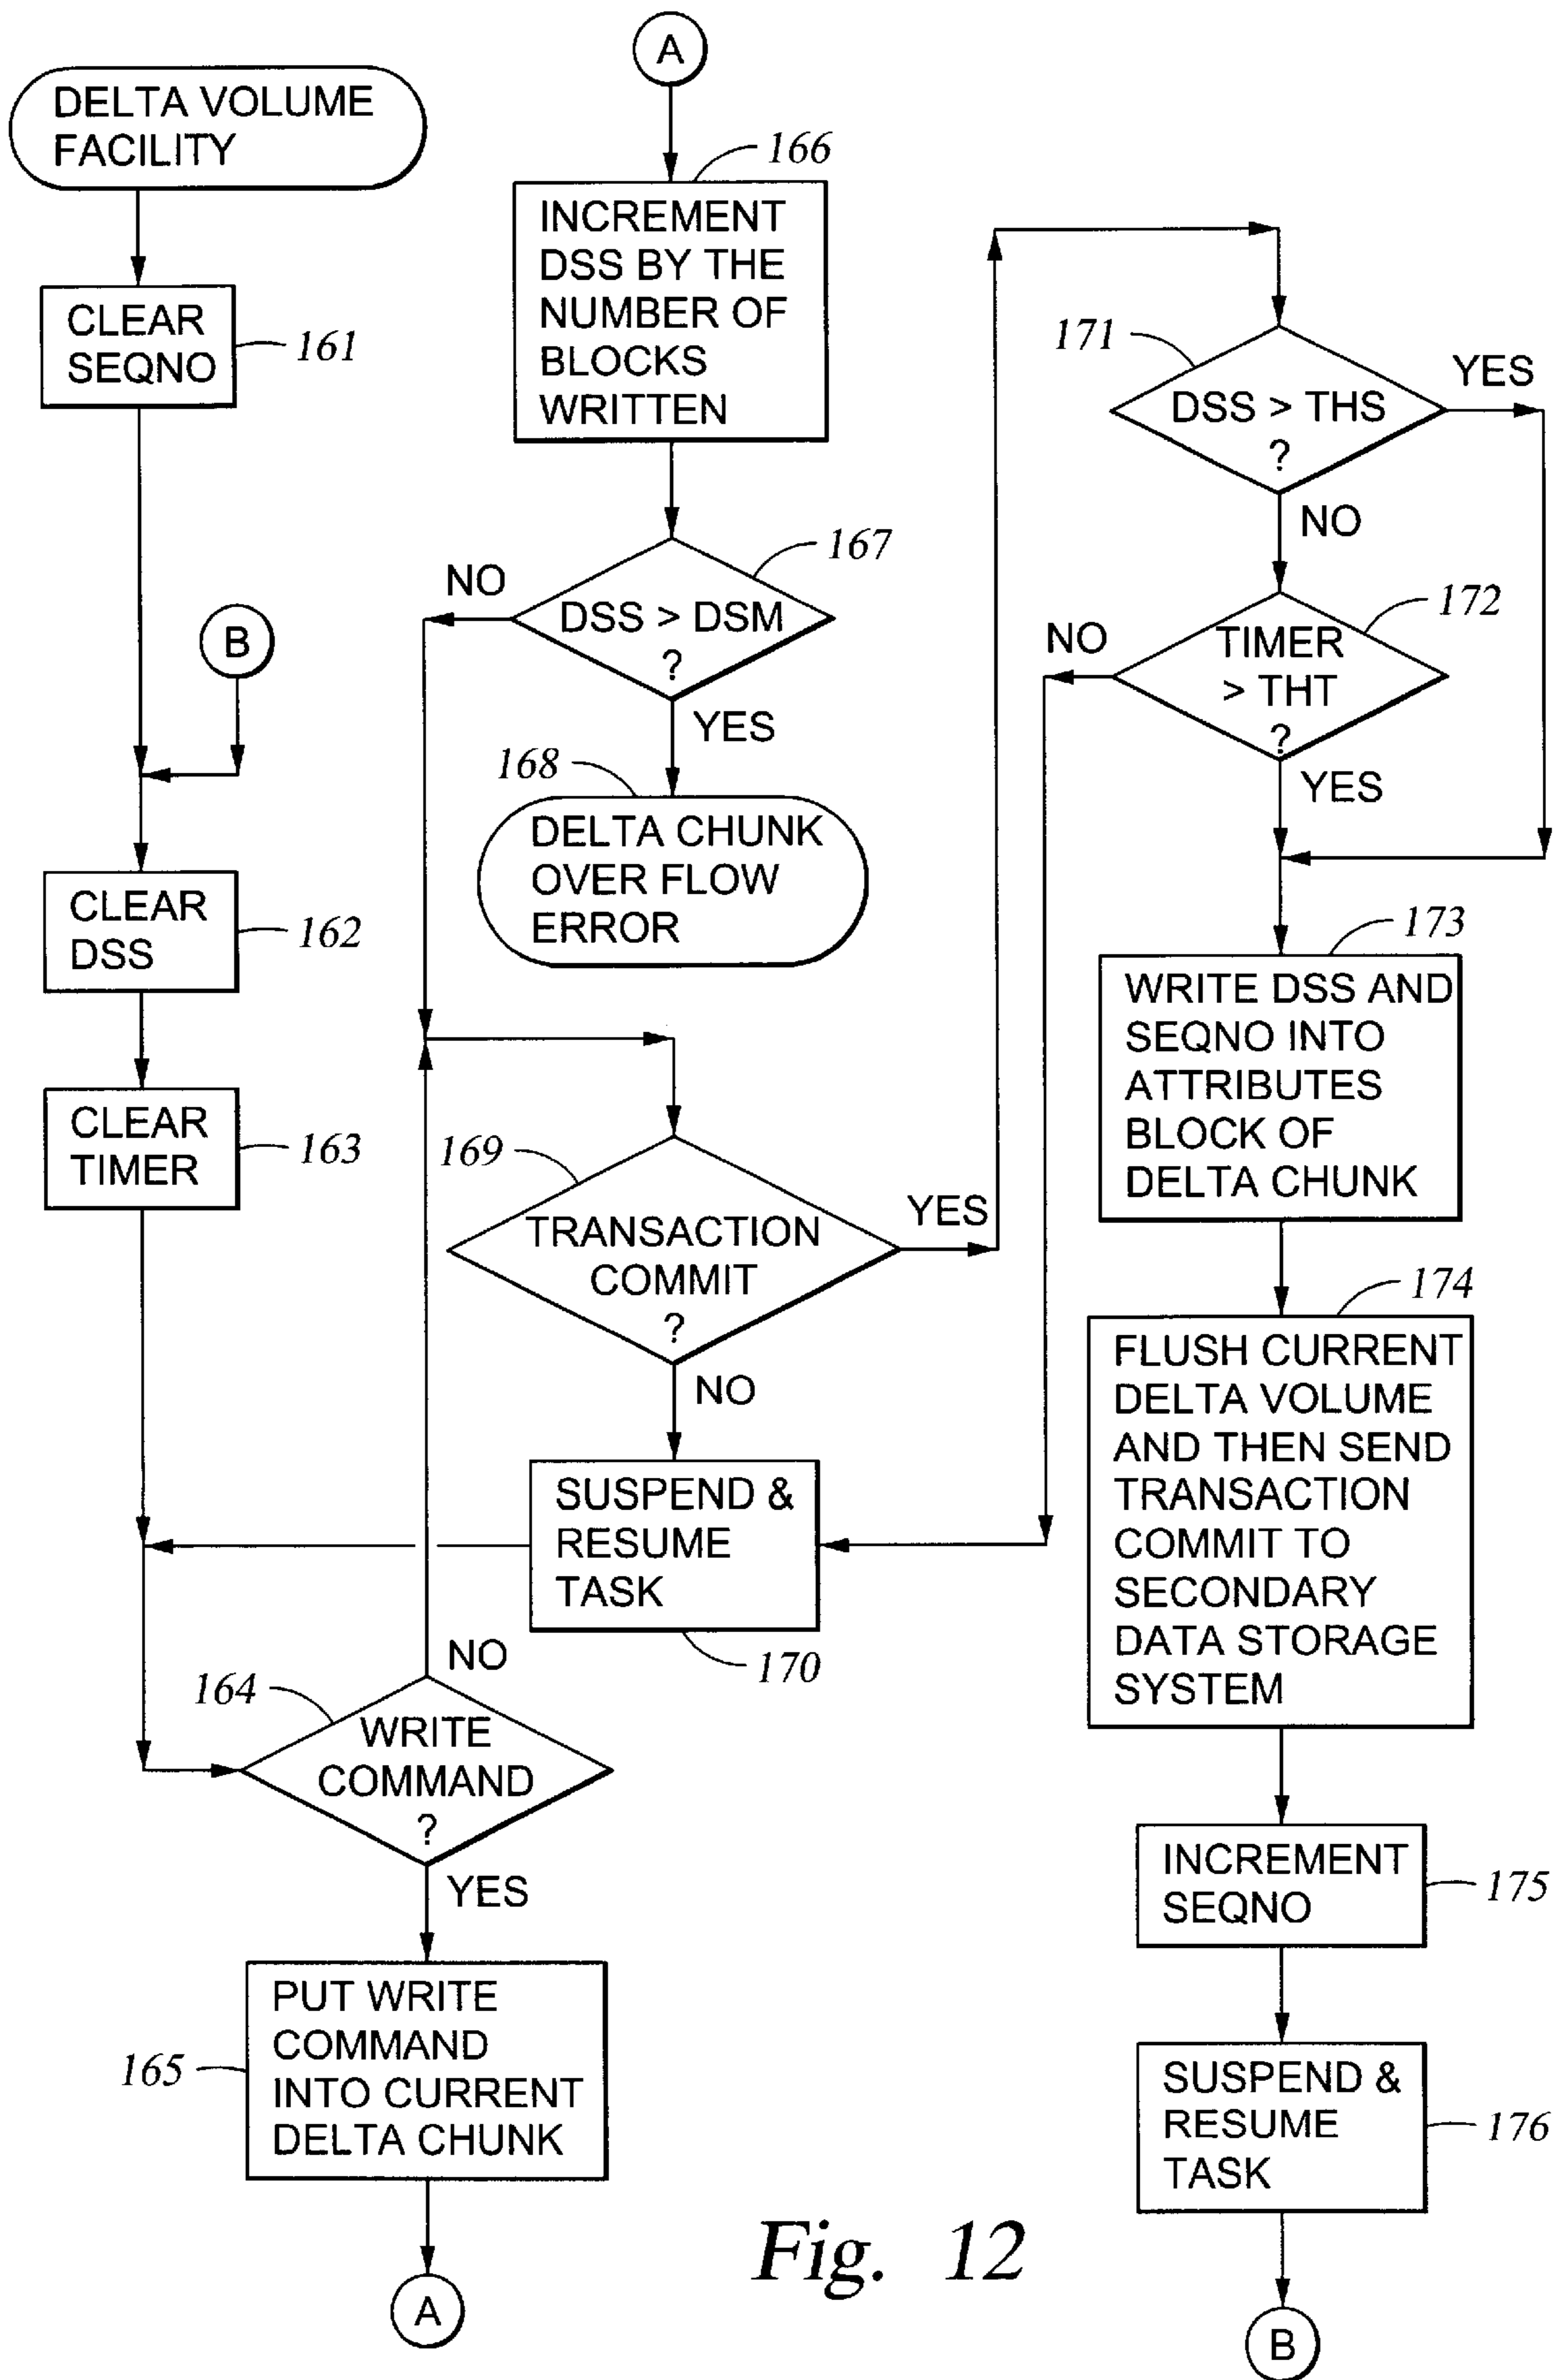 DELTA VOLUME
FACILITY
CLEAR
SEQNO
161
B
CLEAR
DSS
162
CLEAR
TIMER
163
164
NO
WRITE
COMMAND
?
YES
165
PUT WRITE
COMMAND
INTO CURRENT
DELTA CHUNK
A
A
166
INCREMENT
DSS BY THE
NUMBER OF
BLOCKS
WRITTEN
167
NO
DSS > DSM
?
YES
168
DELTA CHUNK
OVER FLOW
ERROR
169
TRANSACTION
COMMIT
?
YES
NO
SUSPEND &
RESUME
TASK
170
171
DSS > THS
?
YES
NO
172
NO
TIMER
> THT
?
YES
173
WRITE DSS AND
SEQNO INTO
ATTRIBUTES
BLOCK OF
DELTA CHUNK
174
FLUSH CURRENT
DELTA VOLUME
AND THEN SEND
TRANSACTION
COMMIT TO
SECONDARY
DATA STORAGE
SYSTEM
INCREMENT
SEQNO
175
SUSPEND &
RESUME
TASK
176
B
Fig. 12